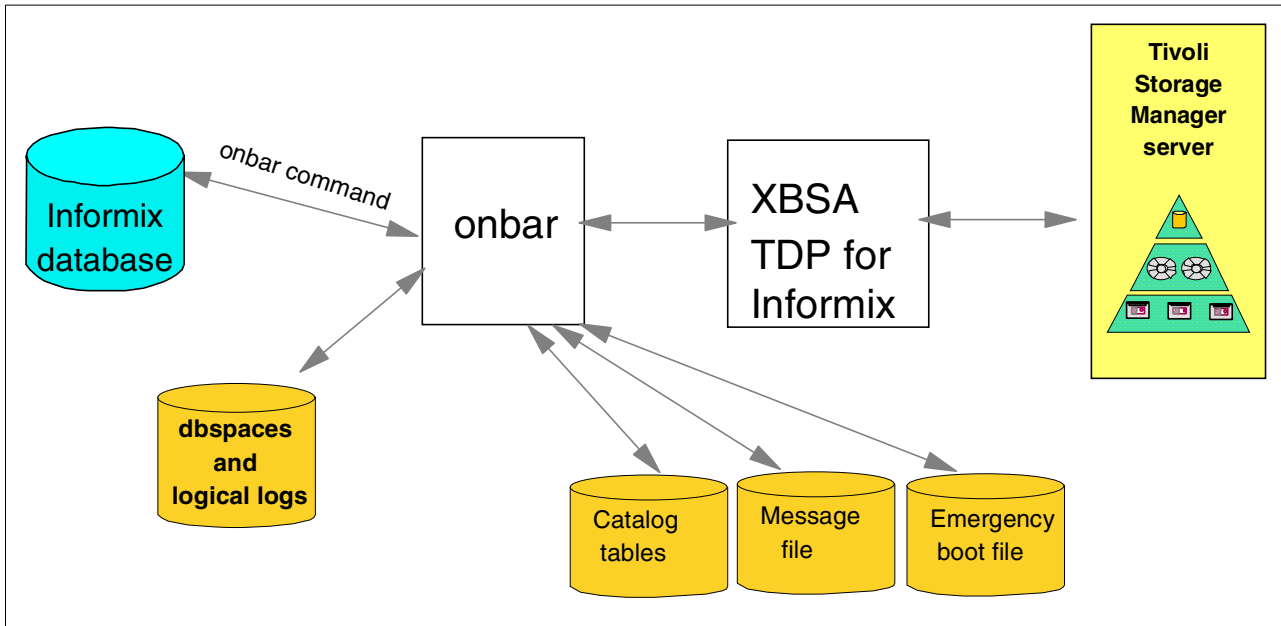 Tivoli
Storage
Manager
server
onbar command
Informix
database
onbar
XBSA
TDP for
Informix
dbspaces
and
logical logs
Catalog
tables
Message
file
Emergency
boot file